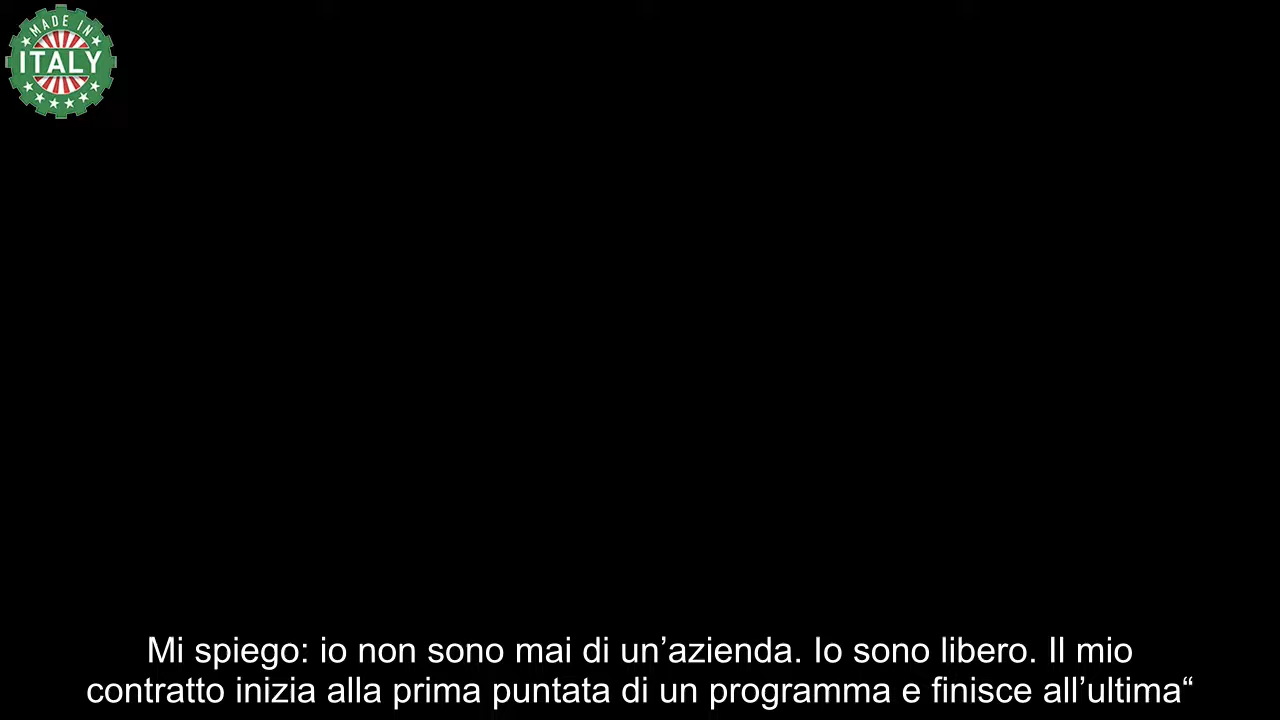 MADE IN
ITALY
Mi spiego: io non sono mai di un’azienda. Io sono libero. Il mio
contratto inizia alla prima puntata di un programma e finisce all’ultima“